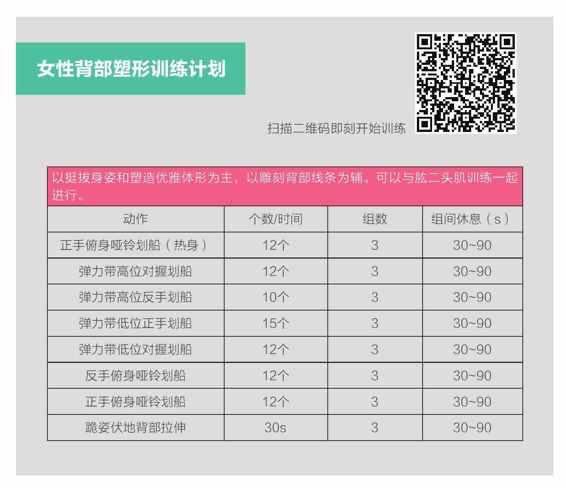 女性背部塑形训练计划
扫描二维码即刻开始训练
以挺拔身姿和塑造优雅体形为主，以雕刻背部线条为辅。可以与肱二头肌训练一起
进行。
动作 个数/时间 组数 组间休息（s）
正手俯身哑铃划船（热身） 12个 3 30~90
弹力带高位对握划船 12个 3 30~90
弹力带高位反手划船 10个 3 30~90
弹力带低位正手划船 15个 3 30~90
弹力带低位对握划船 12个 3 30~90
反手俯身哑铃划船 12个 3 30~90
正手俯身哑铃划船 12个 3 30~90
跪姿伏地背部拉伸 30s 3 30~90